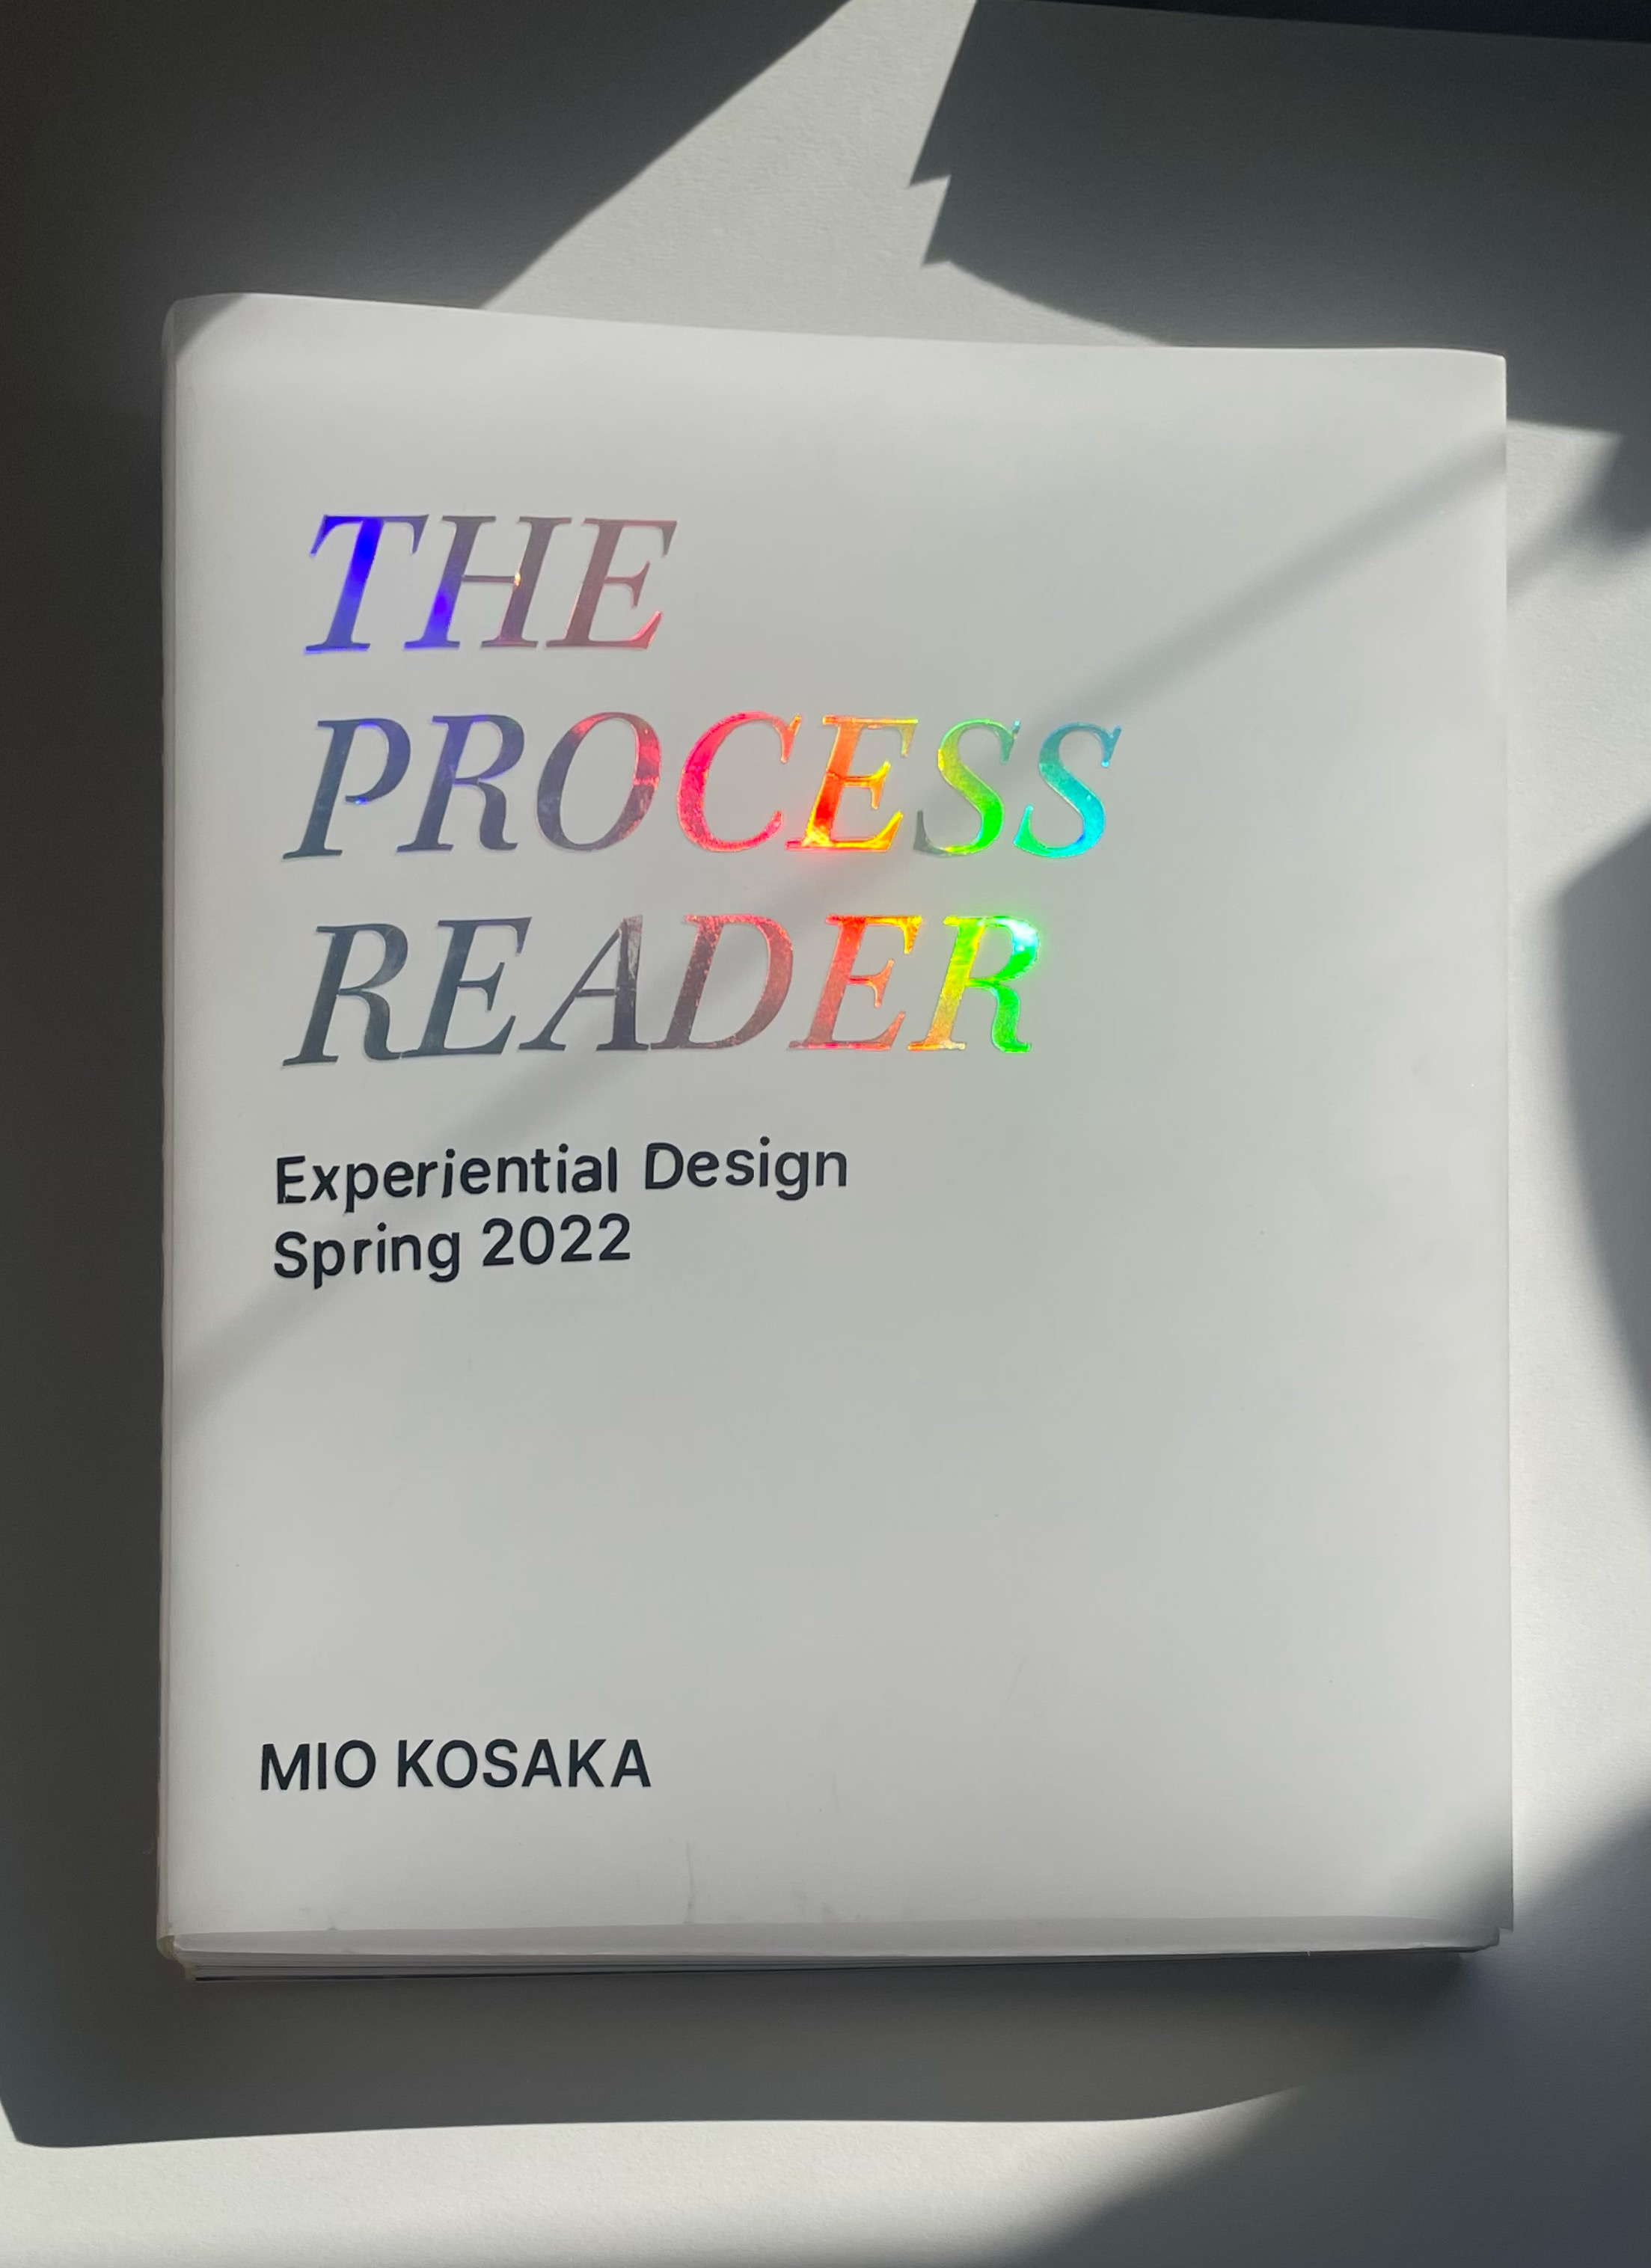 THE
PROCESS
READER
Experiential Design
Spring 2022
MIO KOSAKA